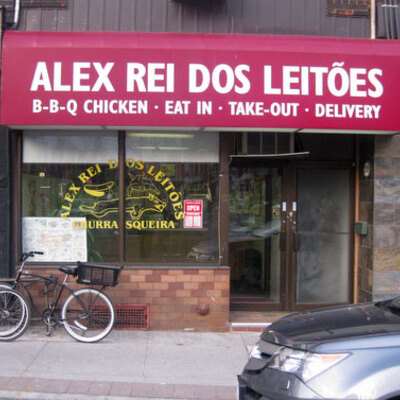 ALEX REI DOS LEITÕES
B-B-Q CHICKEN · EAT IN · TAKE-OUT · DELIVERY
ALEX REI DOS LEITÕES
CHURRASQUEIRA
OPEN